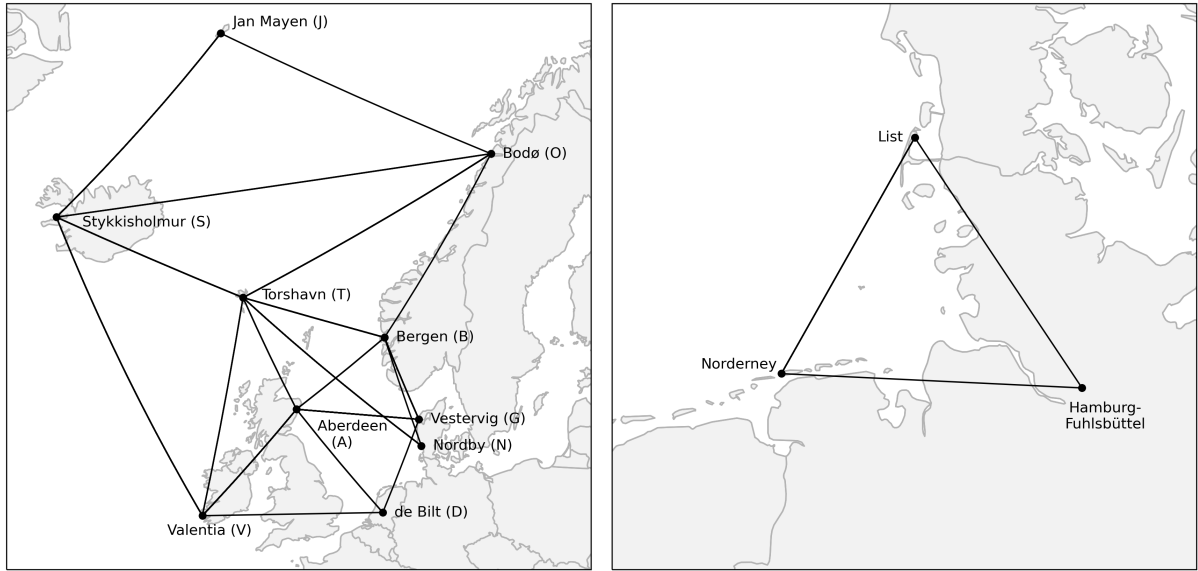 Jan Mayen (J)
Bodø (O)
Stykkisholmur (S)
Torshavn (T)
Bergen (B)
Vestervig (G)
Aberdeen
(A)
Nordby (N)
de Bilt (D)
Valentia (V)
List
Norderney
Hamburg-
Fuhlsbüttel